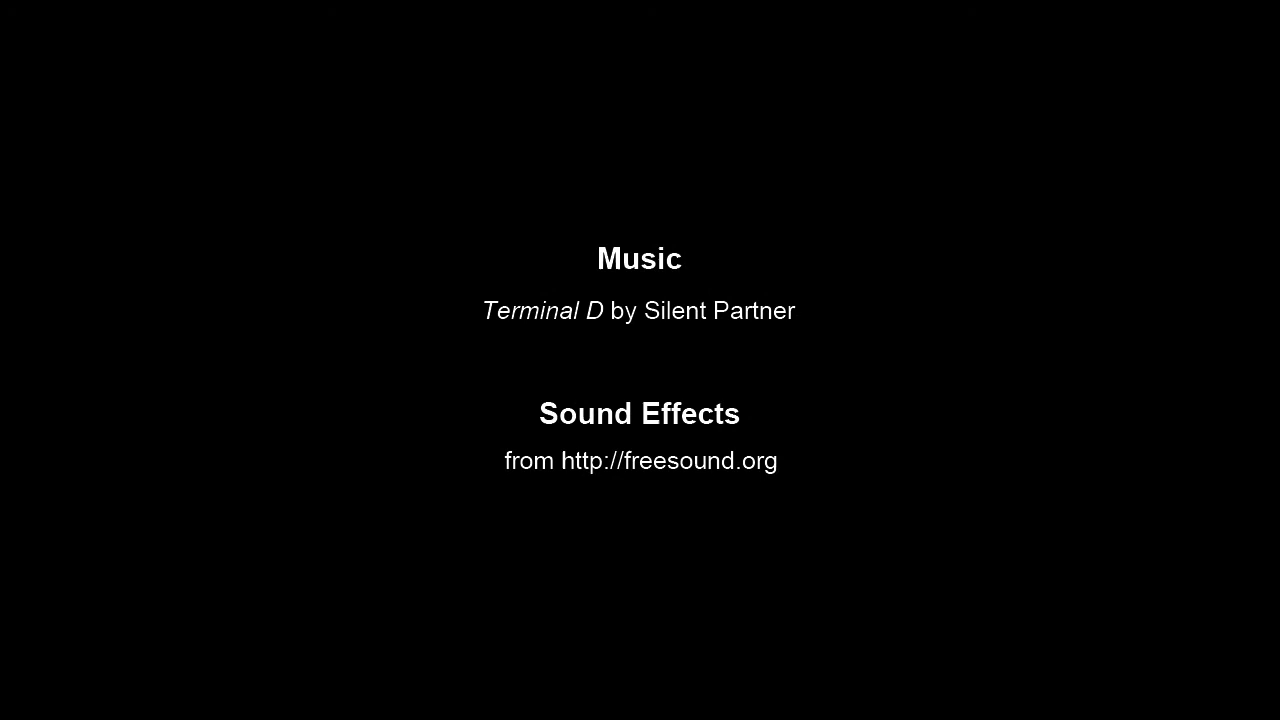 Music
Terminal D by Silent Partner
Sound Effects
from http://freesound.org